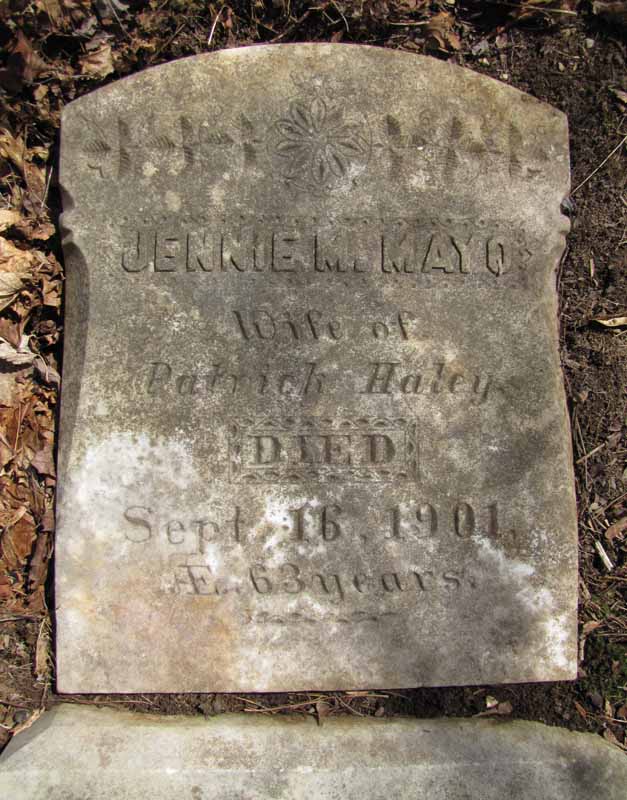 JENNIE M. MAYO
Wife of
Patrick Haley.
DIED
Sept. 16, 1901,
Æ. 63 years.